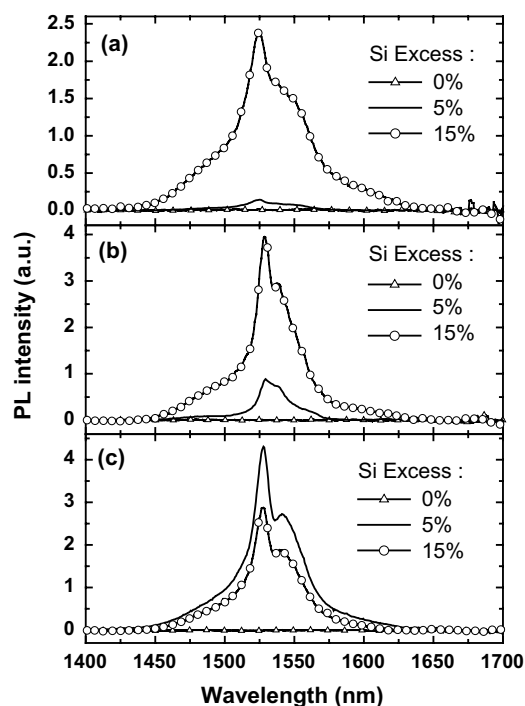 PL intensity (a.u.)
(a)
Si Excess :
0%
5%
15%
2.5
2.0
1.5
1.0
0.5
0.0
(b)
Si Excess :
0%
5%
15%
4
3
2
1
0
(c)
Si Excess :
0%
5%
15%
4
3
2
1
0
1400 1450 1500 1550 1600 1650 1700
Wavelength (nm)